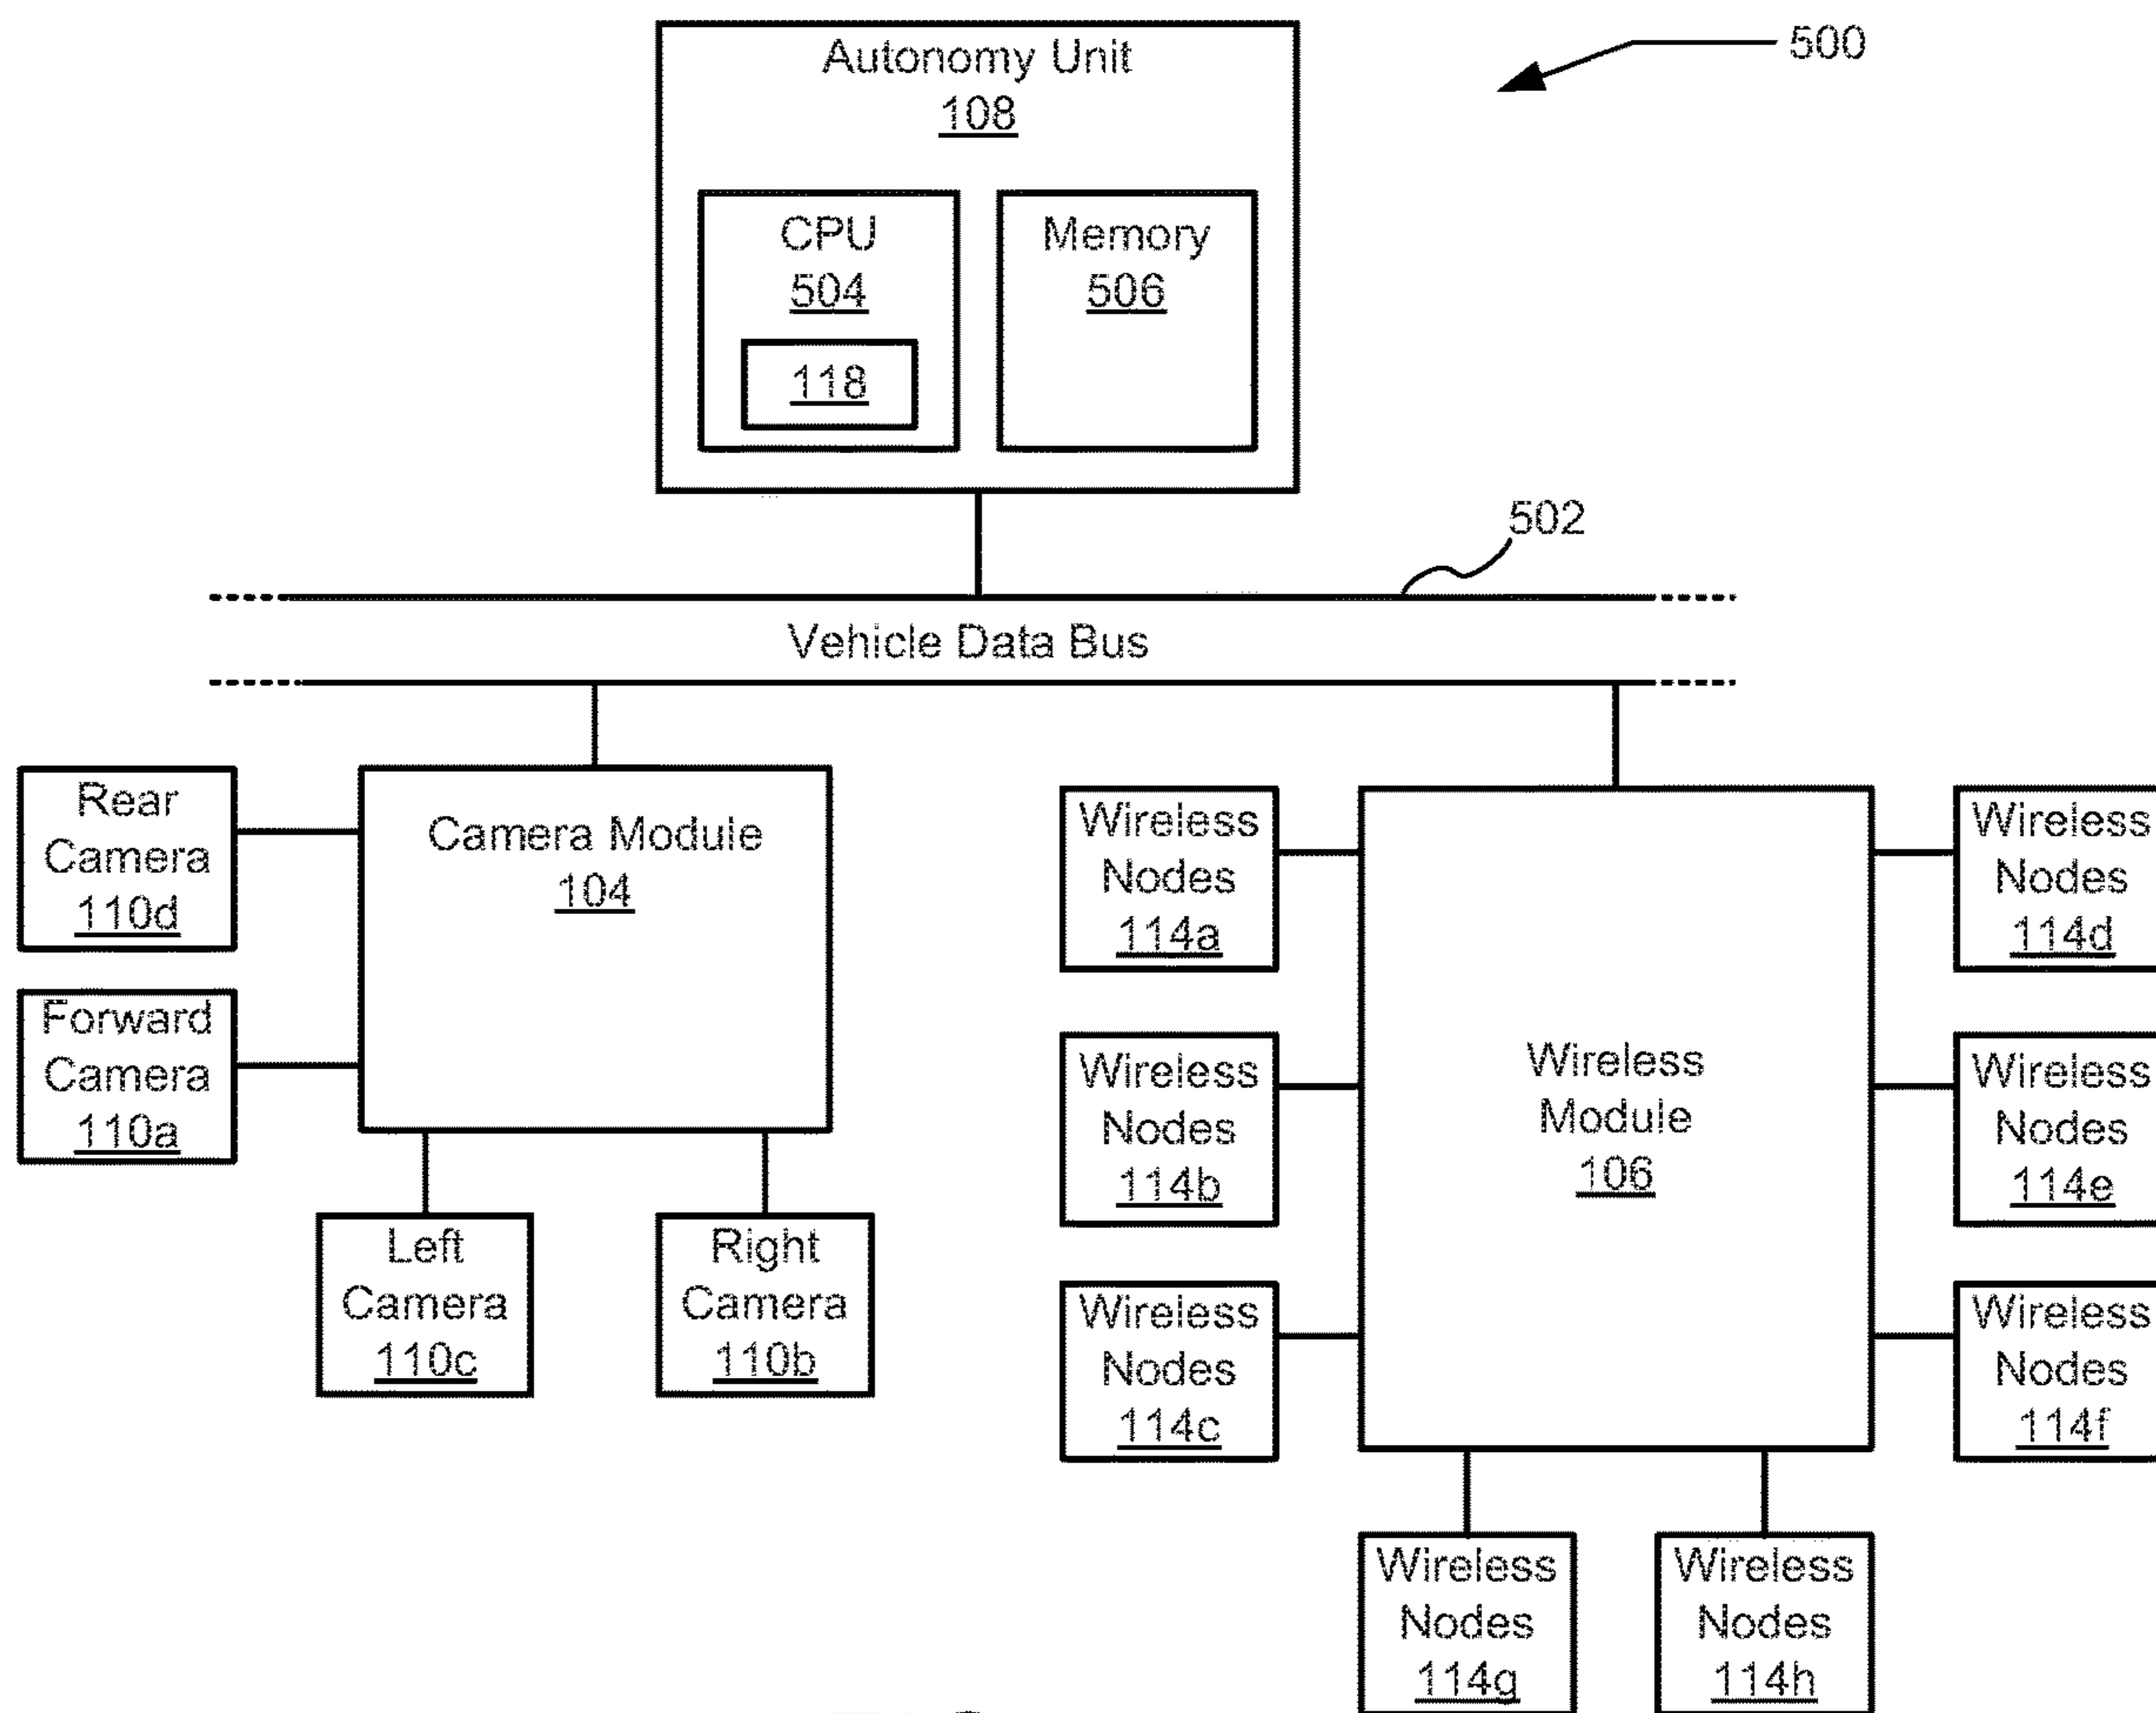 Autonomy Unit
108
500
CPU
504
118
Memory
506
502
Vehicle Data Bus
Rear
Camera
110d
Forward
Camera
110a
Camera Module
104
Left
Camera
110c
Right
Camera
110b
Wireless
Nodes
114a
Wireless
Nodes
114b
Wireless
Nodes
114c
Wireless
Module
106
Wireless
Nodes
114d
Wireless
Nodes
114e
Wireless
Nodes
114f
Wireless
Nodes
114g
Wireless
Nodes
114h